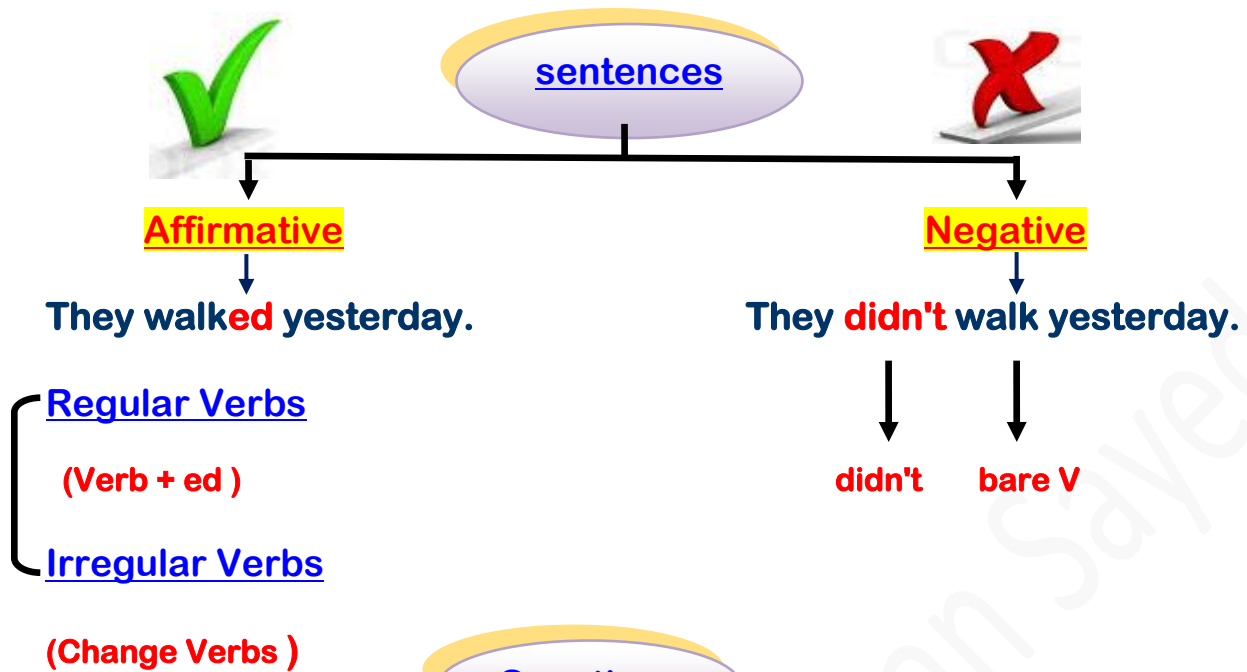 sentences
Affirmative
Negative
They walked yesterday.
They didn't walk yesterday.
Regular Verbs
(Verb + ed )
didn't
bare V
Irregular Verbs
(Change Verbs )